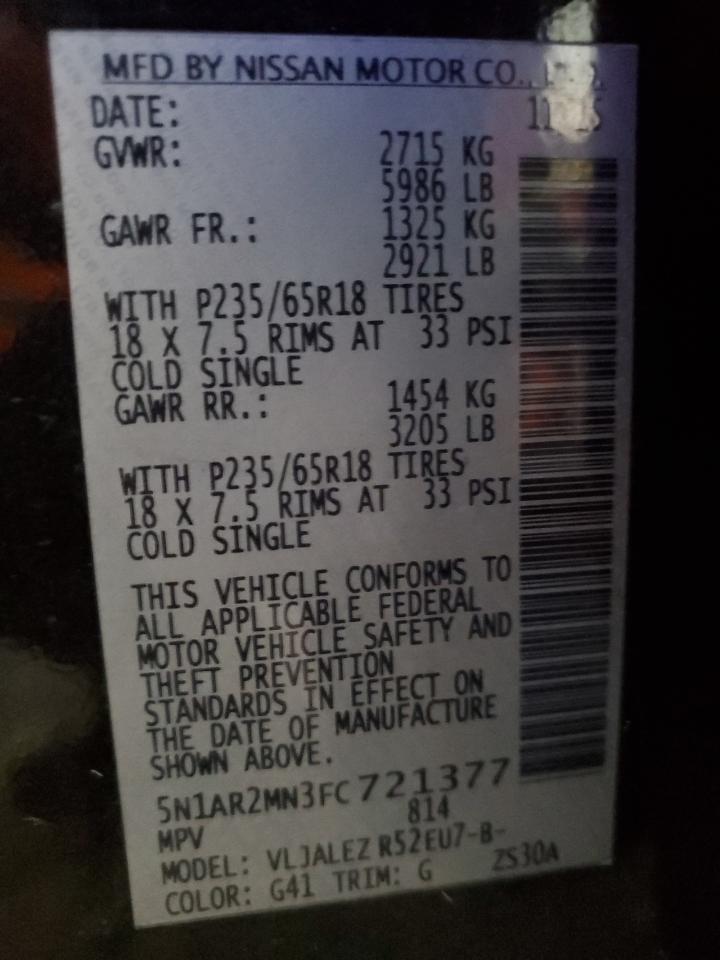 MFD BY NISSAN MOTOR CO.,
DATE:
GVWR: 2715 KG
5986 LB
GAWR FR.: 1325 KG
2921 LB
WITH P235/65R18 TIRES
18 X 7.5 RIMS AT 33 PSI
COLD SINGLE
GAWR RR.: 1454 KG
3205 LB
WITH P235/65R18 TIRES
18 X 7.5 RIMS AT 33 PSI
COLD SINGLE
THIS VEHICLE CONFORMS TO
ALL APPLICABLE FEDERAL
MOTOR VEHICLE SAFETY AND
THEFT PREVENTION
STANDARDS IN EFFECT ON
THE DATE OF MANUFACTURE
SHOWN ABOVE.
5N1AR2MN3FC721377
MPV 814
MODEL: VLJALEZ R52EU7-B-
COLOR: G41 TRIM: G ZS30A